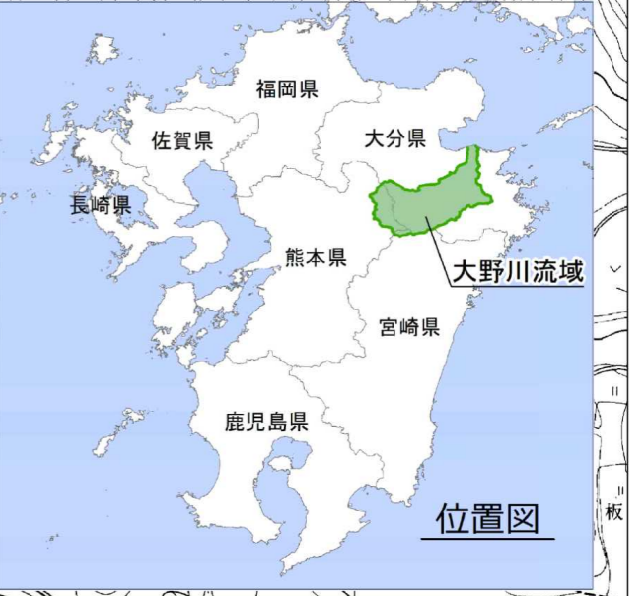 福岡県
佐賀県
大分県
長崎県
熊本県
大野川流域
宮崎県
鹿児島県
位置図
板